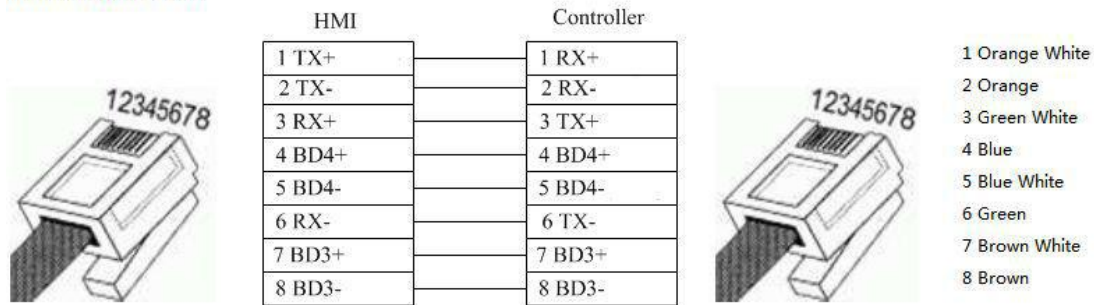 HMI Controller
1 TX+ 1 RX+
2 TX- 2 RX-
3 RX+ 3 TX+
4 BD4+ 4 BD4+
5 BD4- 5 BD4-
6 RX- 6 TX-
7 BD3+ 7 BD3+
8 BD3- 8 BD3-
12345678
12345678
1 Orange White
2 Orange
3 Green White
4 Blue
5 Blue White
6 Green
7 Brown White
8 Brown